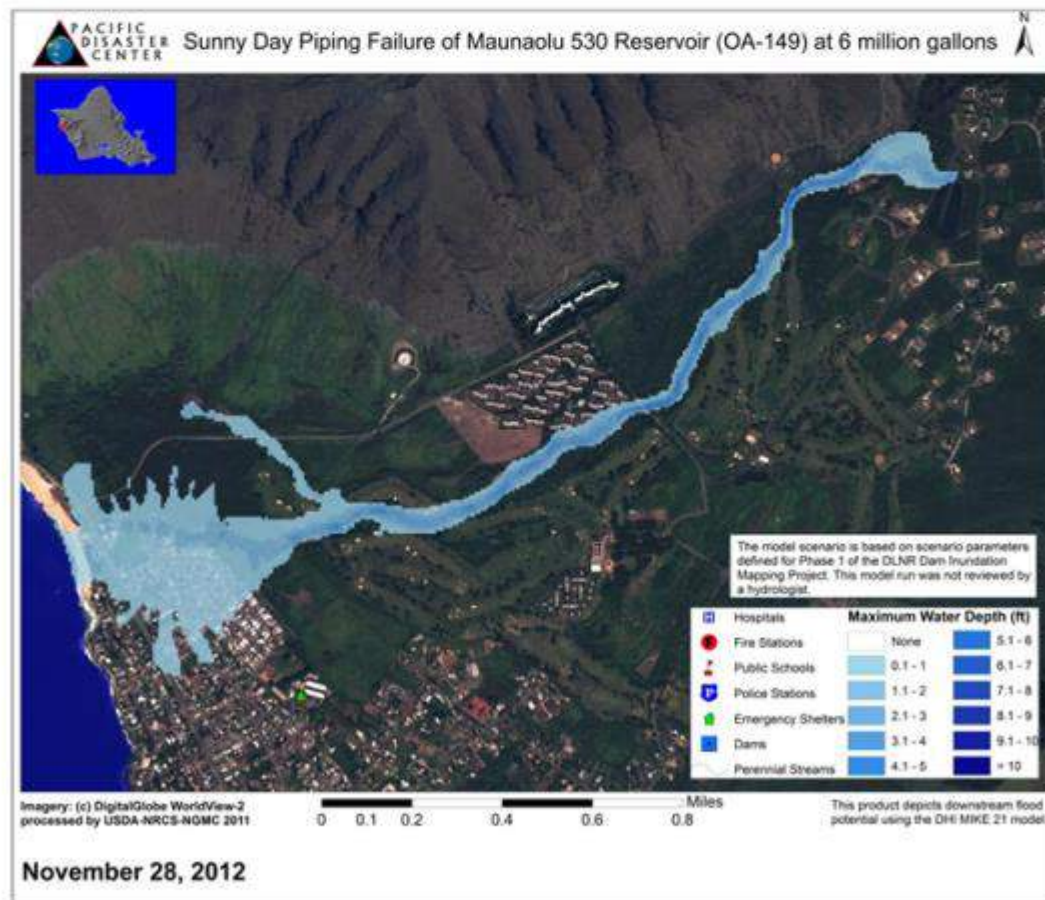 PACIFIC
DISASTER
CENTER
Sunny Day Piping Failure of Maunaolu 530 Reservoir (OA-149) at 6 million gallons
N
The model scenario is based on scenario parameters
defined for Phase 1 of the DLNR Dam Inundation
Mapping Project. This model run was not reviewed by
a hydrologist.
H Hospitals
Fire Stations
Public Schools
P Police Stations
Emergency Shelters
Dams
Perennial Streams
Maximum Water Depth (ft)
None
0.1 - 1
1.1 - 2
2.1 - 3
3.1 - 4
4.1 - 5
5.1 - 6
6.1 - 7
7.1 - 8
8.1 - 9
9.1 - 10
> 10
Imagery: (c) DigitalGlobe WorldView-2
processed by USDA-NRCS-NGMC 2011
Miles
0 0.1 0.2 0.4 0.6 0.8
This product depicts downstream flood
potential using the DHI MIKE 21 model
November 28, 2012